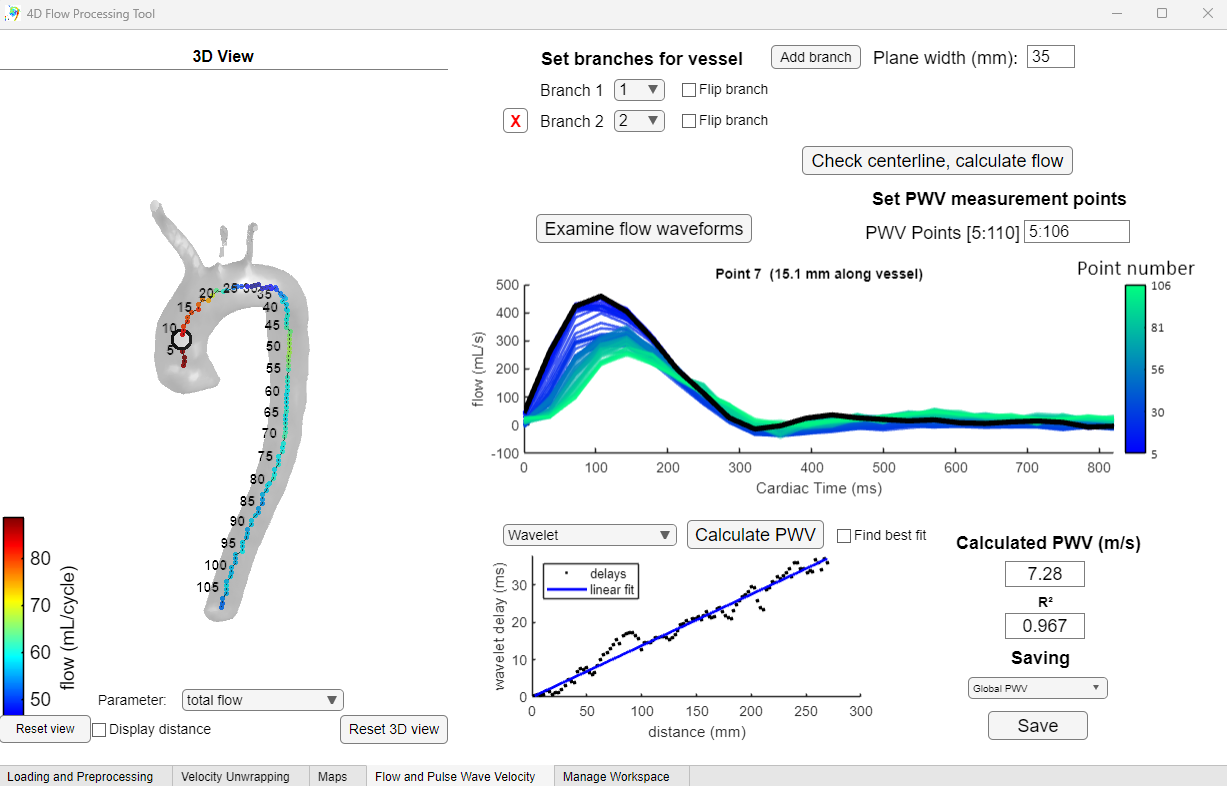 4D Flow Processing Tool
3D View
Set branches for vessel
Add branch
Plane width (mm):
35
Branch 1
1
Flip branch
X
Branch 2
2
Flip branch
Check centerline, calculate flow
Set PWV measurement points
Examine flow waveforms
PWV Points [5:110]
5:106
Point 7 (15.1 mm along vessel)
Point number
500
400
300
200
100
0
-100
flow (mL/s)
0 100 200 300 400 500 600 700 800
Cardiac Time (ms)
106
81
56
30
5
5
10
15
20
25
30
35
40
45
50
55
60
65
70
75
80
85
90
95
100
105
80
70
60
50
flow (mL/cycle)
Parameter:
total flow
Reset view
Display distance
Reset 3D view
Wavelet
Calculate PWV
Find best fit
delays
linear fit
30
20
10
0
wavelet delay (ms)
0 50 100 150 200 250 300
distance (mm)
Calculated PWV (m/s)
7.28
R²
0.967
Saving
Global PWV
Save
Loading and Preprocessing
Velocity Unwrapping
Maps
Flow and Pulse Wave Velocity
Manage Workspace